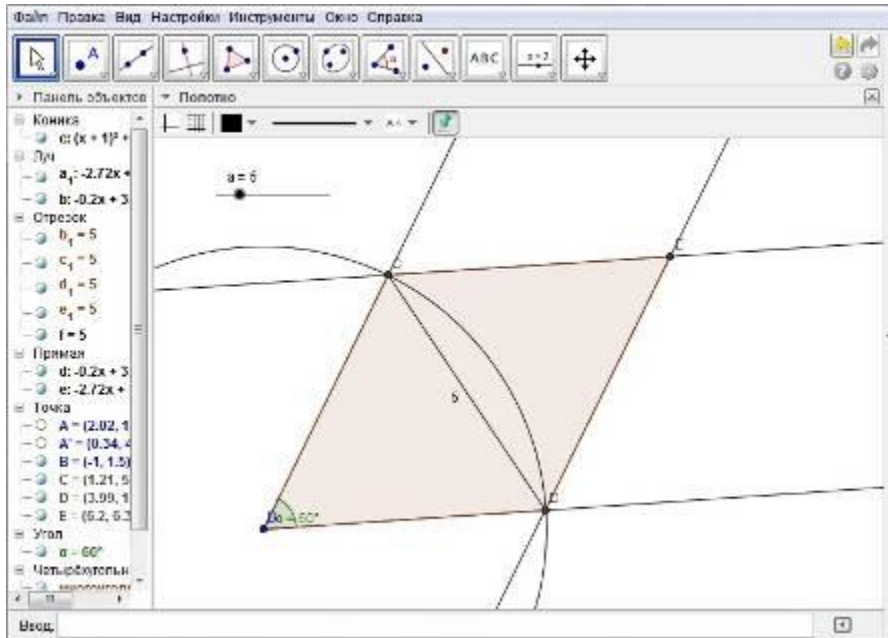 Файл Правка Вид Настройки Инструменты Окно Справка
A
ABC
a=2
Панель объектов
Полотно
Коника
c: (x + 1)² +
Луч
a₁: -2.72x +
b: -0.2x + 3
Отрезок
b₁ = 5
c₁ = 5
d₁ = 5
e₁ = 5
f = 5
Прямая
d: -0.2x + 3
e: -2.72x +
Точка
A = (2.02, 1
A' = (0.34, 4
B = (-1, 1.5)
C = (1.21, 5
D = (3.99, 1
E = (6.2, 6.3
Угол
α = 60°
Четырёхугольн
5
α = 60°
Ввод: